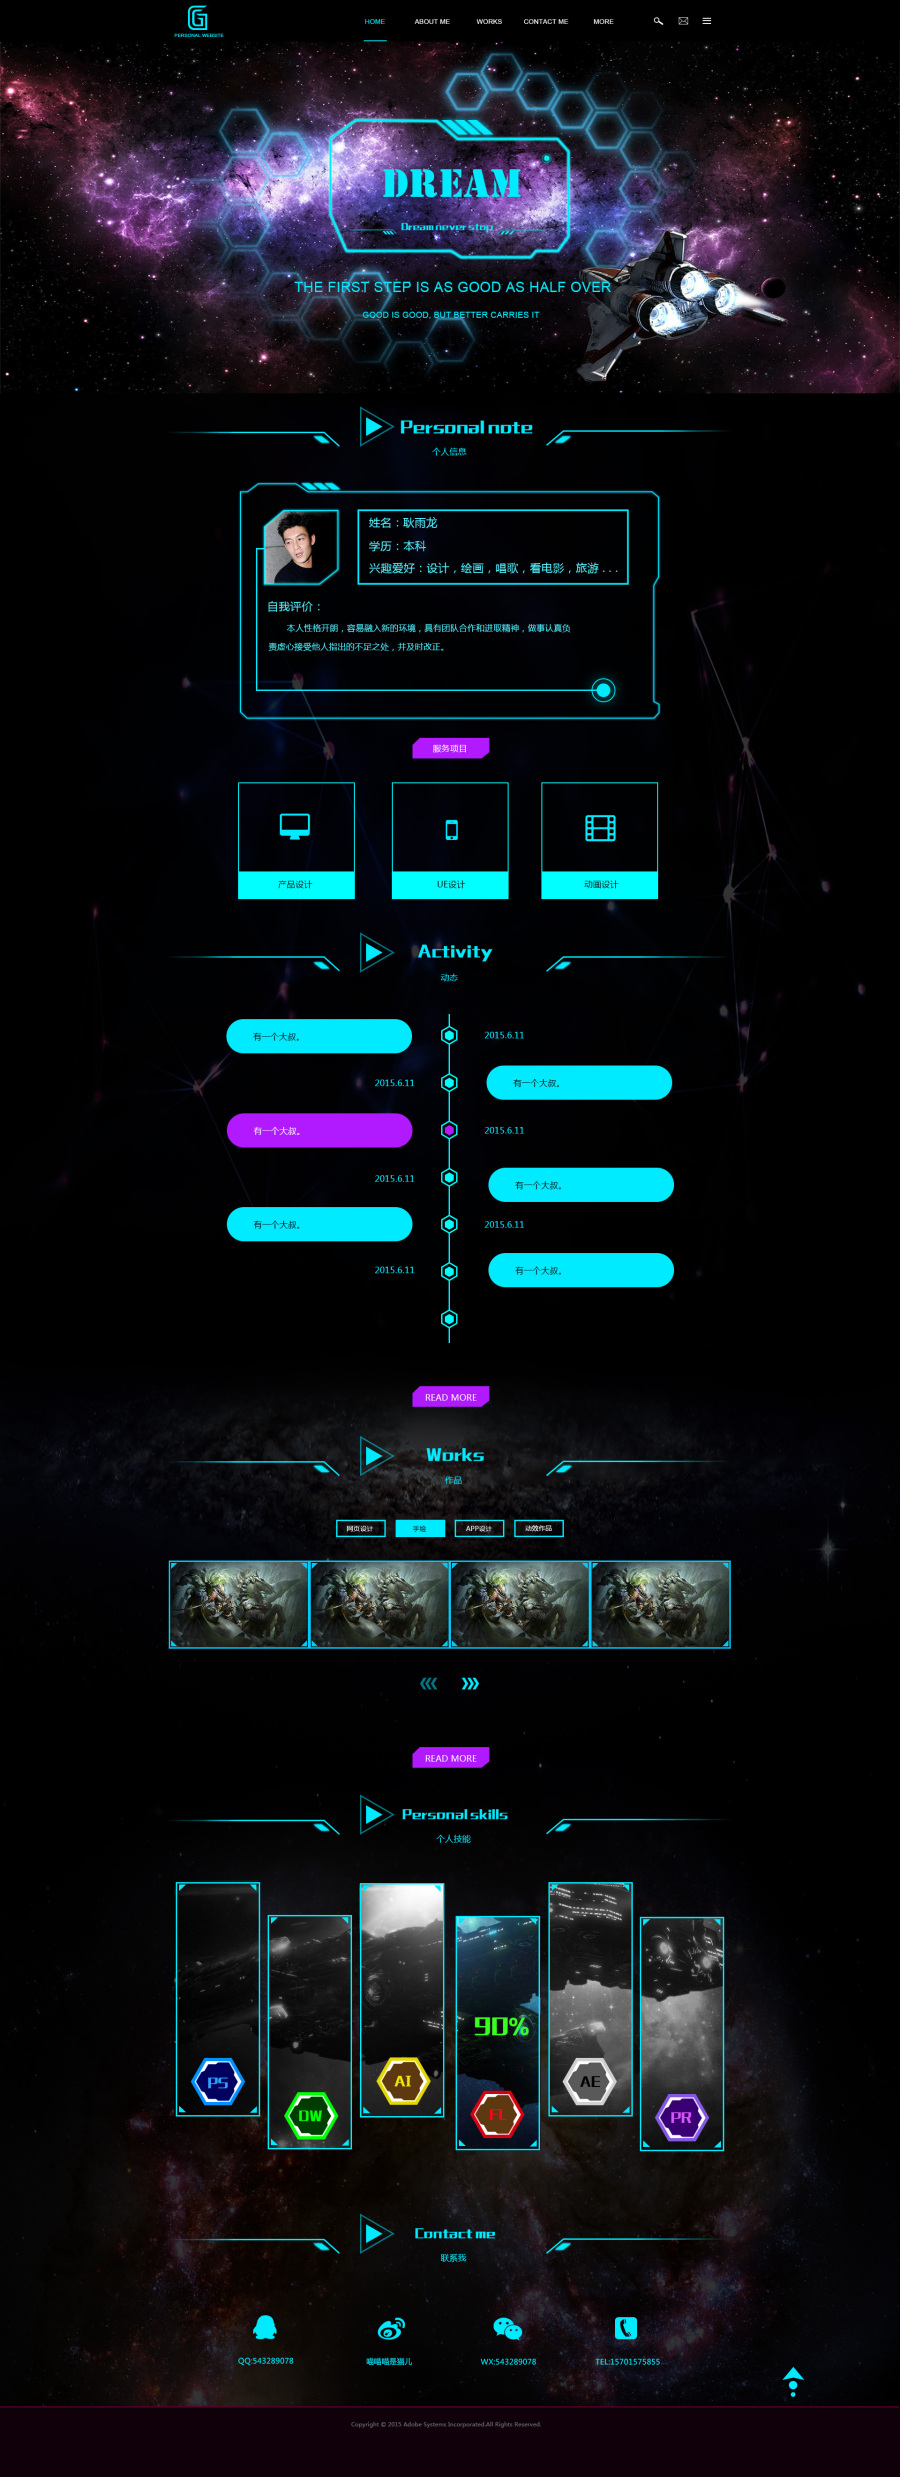 PERSONAL WEBSITE
HOME
ABOUT ME
WORKS
CONTACT ME
MORE
DREAM
Dream never stop
THE FIRST STEP IS AS GOOD AS HALF OVER
GOOD IS GOOD, BUT BETTER CARRIES IT
Personal note
个人信息
姓名：耿雨龙
学历：本科
兴趣爱好：设计，绘画，唱歌，看电影，旅游 . . .
自我评价：
本人性格开朗，容易融入新的环境，具有团队合作和进取精神，做事认真负
责虚心接受他人指出的不足之处，并及时改正。
服务项目
产品设计
UE设计
动画设计
Activity
动态
有一个大叔。
2015.6.11
2015.6.11
有一个大叔。
有一个大叔。
2015.6.11
2015.6.11
有一个大叔。
有一个大叔。
2015.6.11
2015.6.11
有一个大叔。
READ MORE
Works
作品
网页设计
手绘
APP设计
动效作品
READ MORE
Personal skills
个人技能
90%
PS
DW
AI
FL
AE
PR
Contact me
联系我
QQ:543289078
喵喵喵是猫儿
WX:543289078
TEL:15701575855
Copyright © 2015 Adobe Systems Incorporated.All Rights Reserved.